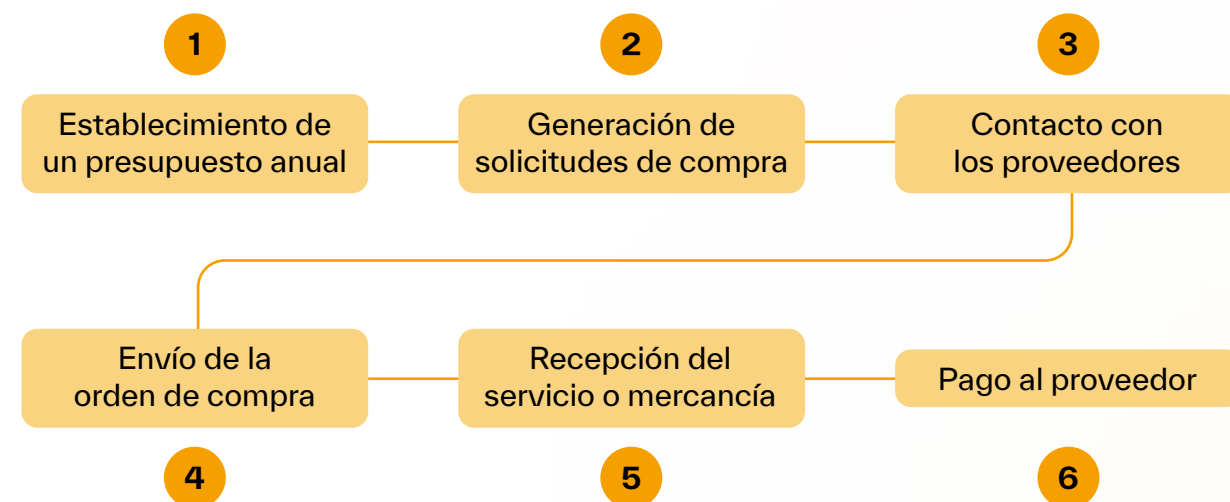 1
2
3
Establecimiento de
un presupuesto anual
Generación de
solicitudes de compra
Contacto con
los proveedores
Envío de la
orden de compra
Recepción del
servicio o mercancía
Pago al proveedor
4
5
6